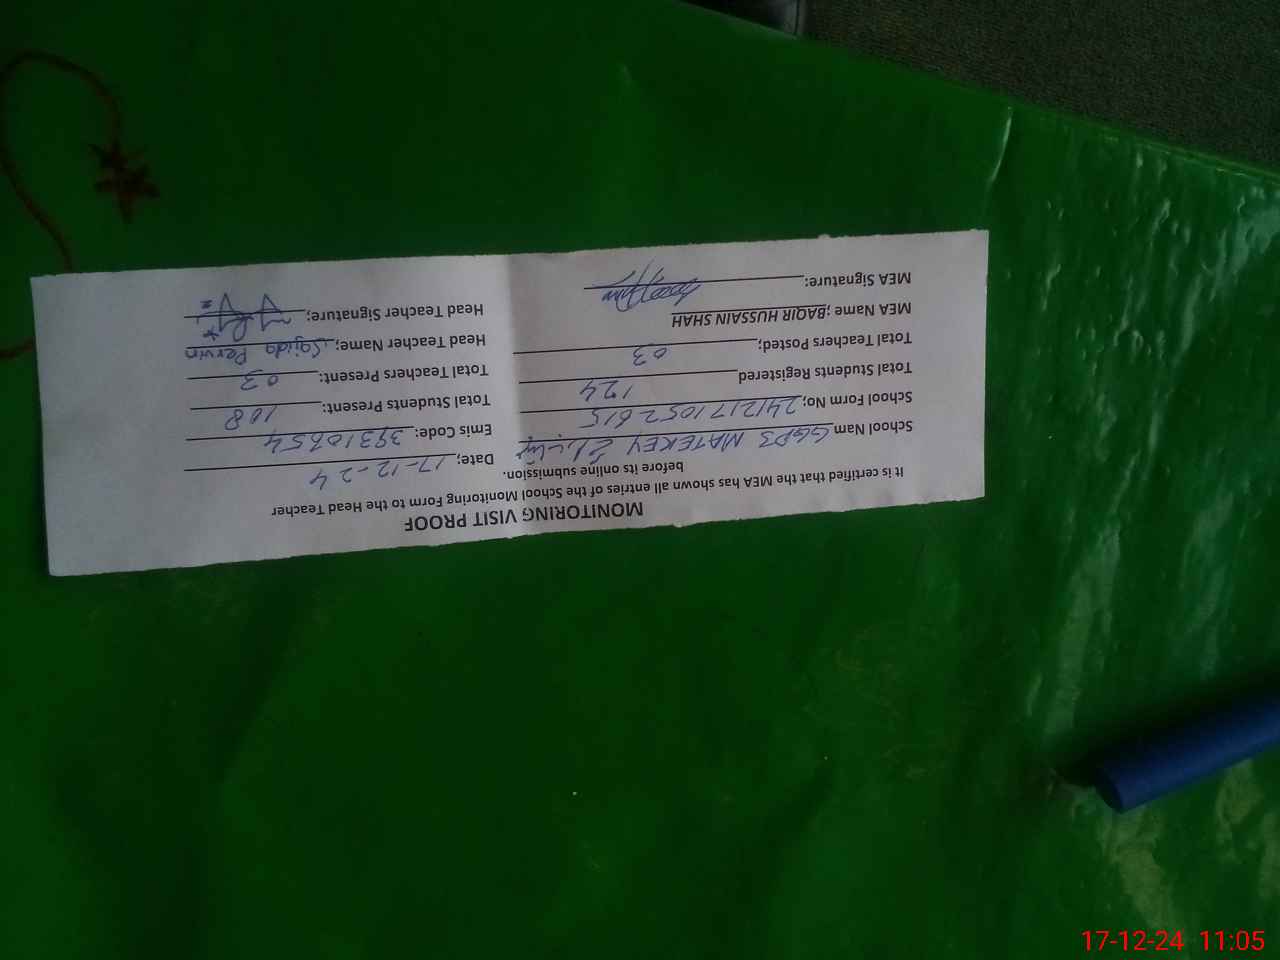 MONITORING VISIT PROOF
It is certified that the MEA has shown all entries of the School Monitoring Form to the Head Teacher
before its online submission.
School Nam GGPS MATEKEY Date; 17-12-24
School Form No; 2412171052615 Emis Code: 39310654
Total Students Registered 124 Total Students Present: 108
Total Teachers Posted; 03 Total Teachers Present: 03
MEA Name ;BAQIR HUSSAIN SHAH Head Teacher Name; Sajida Pervin
MEA Signature: Head Teacher Signature;
17-12-24 11:05